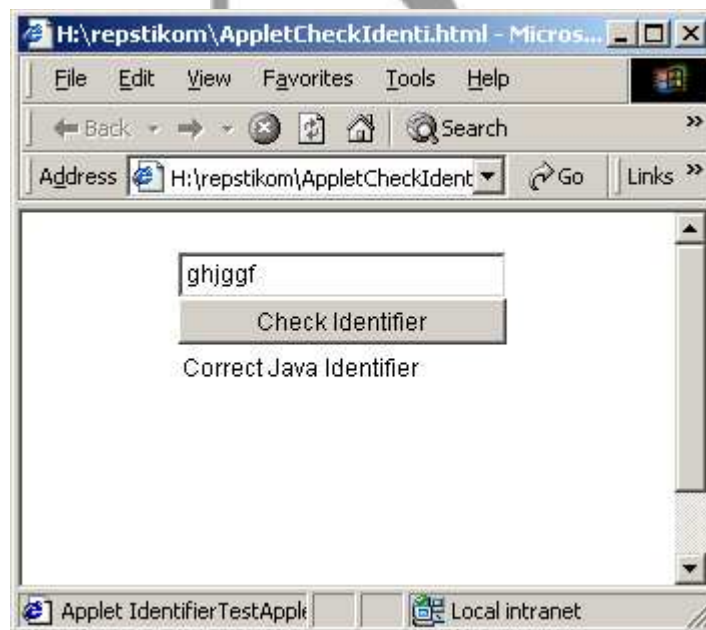 H:\repstikom\AppletCheckIdenti.html - Micros...
File Edit View Favorites Tools Help
Back Search »
Address H:\repstikom\AppletCheckIdent Go Links »
ghjggf
Check Identifier
Correct Java Identifier
Applet IdentifierTestApple Local intranet